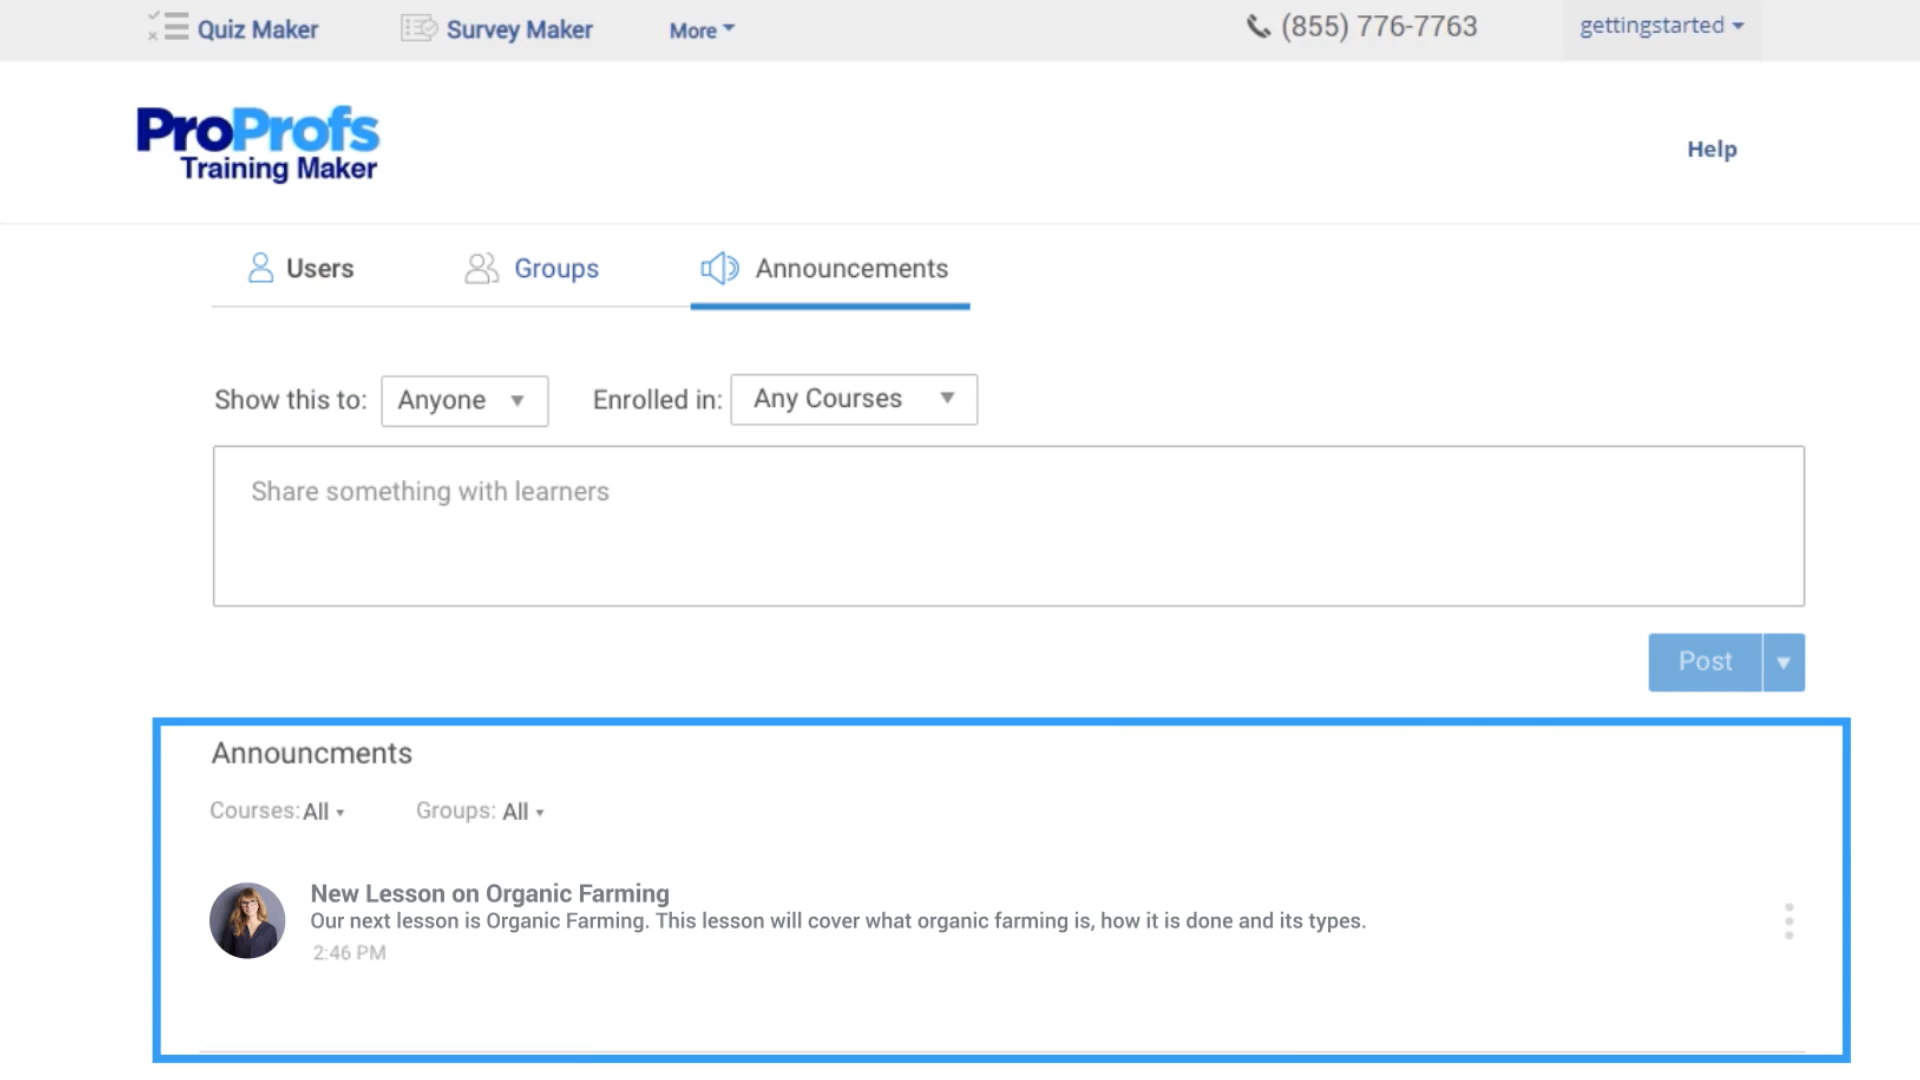 Quiz Maker
Survey Maker
More
(855) 776-7763
gettingstarted
ProProfs
Training Maker
Help
Users
Groups
Announcements
Show this to:
Anyone
Enrolled in:
Any Courses
Share something with learners
Post
Announcments
Courses: All
Groups: All
New Lesson on Organic Farming
Our next lesson is Organic Farming. This lesson will cover what organic farming is, how it is done and its types.
2:46 PM